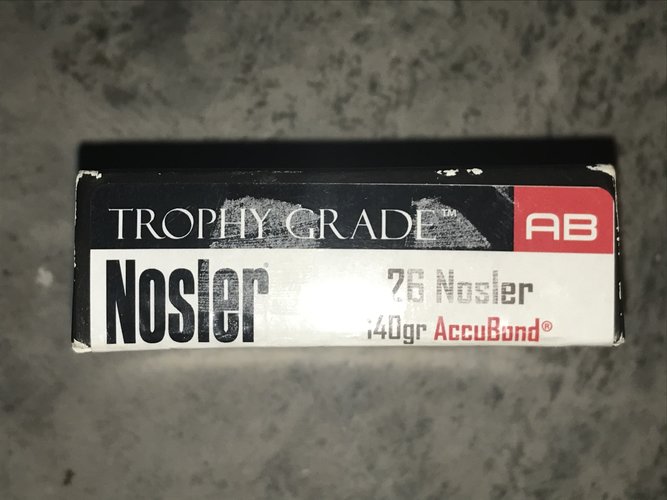 TROPHY GRADE™ AB
Nosler®
26 Nosler
140gr AccuBond®